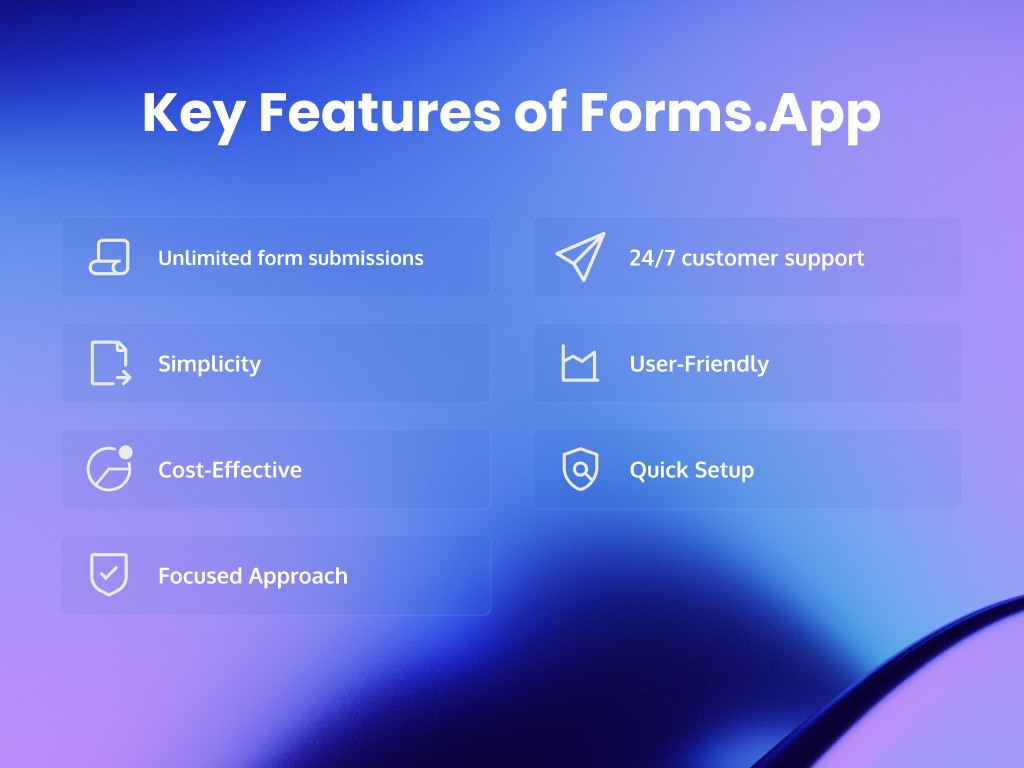 Key Features of Forms.App
Unlimited form submissions
24/7 customer support
Simplicity
User-Friendly
Cost-Effective
Quick Setup
Focused Approach